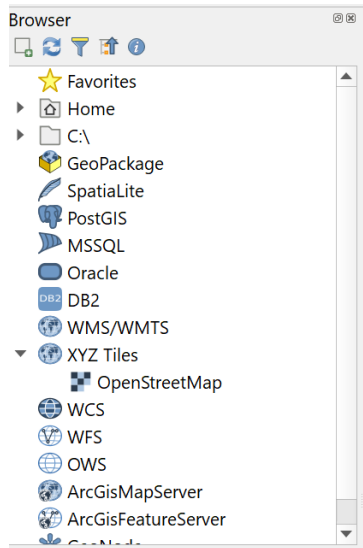 Browser
Favorites
Home
C:\
GeoPackage
SpatiaLite
PostGIS
MSSQL
Oracle
DB2 DB2
WMS/WMTS
XYZ Tiles
OpenStreetMap
WCS
WFS
OWS
ArcGisMapServer
ArcGisFeatureServer
GeoNode